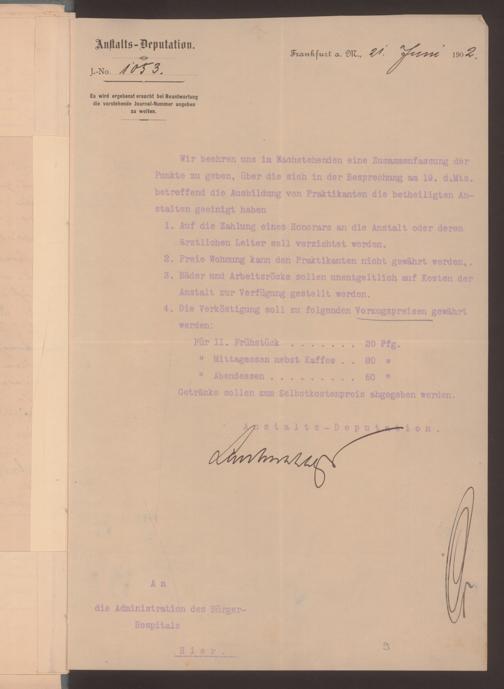 Anstalts-Deputation.
Frankfurt a. M., 21. Juni 1902.
J.-No. 1053.
Es wird ergebenst ersucht bei Beantwortung
die vorstehende Journal-Nummer angeben
zu wollen.
Wir beehren uns in Nachstehenden eine Zusammenfassung der
Punkte zu geben, über die sich in der Besprechung am 19. d.Mts.
betreffend die Ausbildung von Praktikanten die betheiligten An-
stalten geeinigt haben
1. Auf die Zahlung eines Honorars an die Anstalt oder deren
ärztlichen Leiter soll verzichtet werden.
2. Freie Wohnung kann den Praktikanten nicht gewährt werden.
3. Bäder und Arbeitsröcke sollen unentgeltlich auf Kosten der
Anstalt zur Verfügung gestellt werden.
4. Die Verköstigung soll zu folgenden Vorzugspreisen gewährt
werden:
Für II. Frühstück . . . . . . . 20 Pfg.
" Mittagessen nebst Kaffee . . 80 "
" Abendessen . . . . . . . . . 60 "
Getränke sollen zum Selbstkostenpreis abgegeben werden.
Anstalts-Deputation.
An
die Administration des Bürger-
Hospitals
Hier.